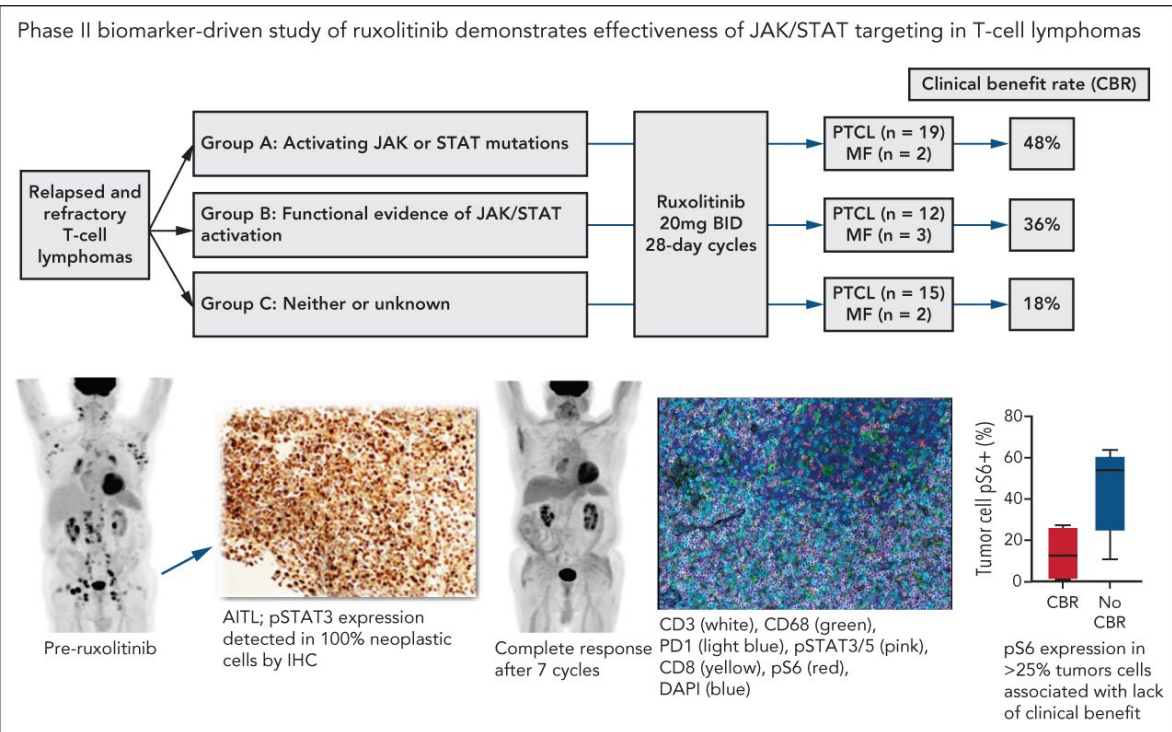 Phase II biomarker-driven study of ruxolitinib demonstrates effectiveness of JAK/STAT targeting in T-cell lymphomas
Clinical benefit rate (CBR)
Relapsed and
refractory
T-cell
lymphomas
Group A: Activating JAK or STAT mutations
Group B: Functional evidence of JAK/STAT
activation
Group C: Neither or unknown
Ruxolitinib
20mg BID
28-day cycles
PTCL (n = 19)
MF (n = 2)
48%
PTCL (n = 12)
MF (n = 3)
36%
PTCL (n = 15)
MF (n = 2)
18%
Pre-ruxolitinib
AITL; pSTAT3 expression
detected in 100% neoplastic
cells by IHC
Complete response
after 7 cycles
CD3 (white), CD68 (green),
PD1 (light blue), pSTAT3/5 (pink),
CD8 (yellow), pS6 (red),
DAPI (blue)
Tumor cell pS6+ (%)
80
60
40
20
0
CBR
No
CBR
pS6 expression in
>25% tumors cells
associated with lack
of clinical benefit